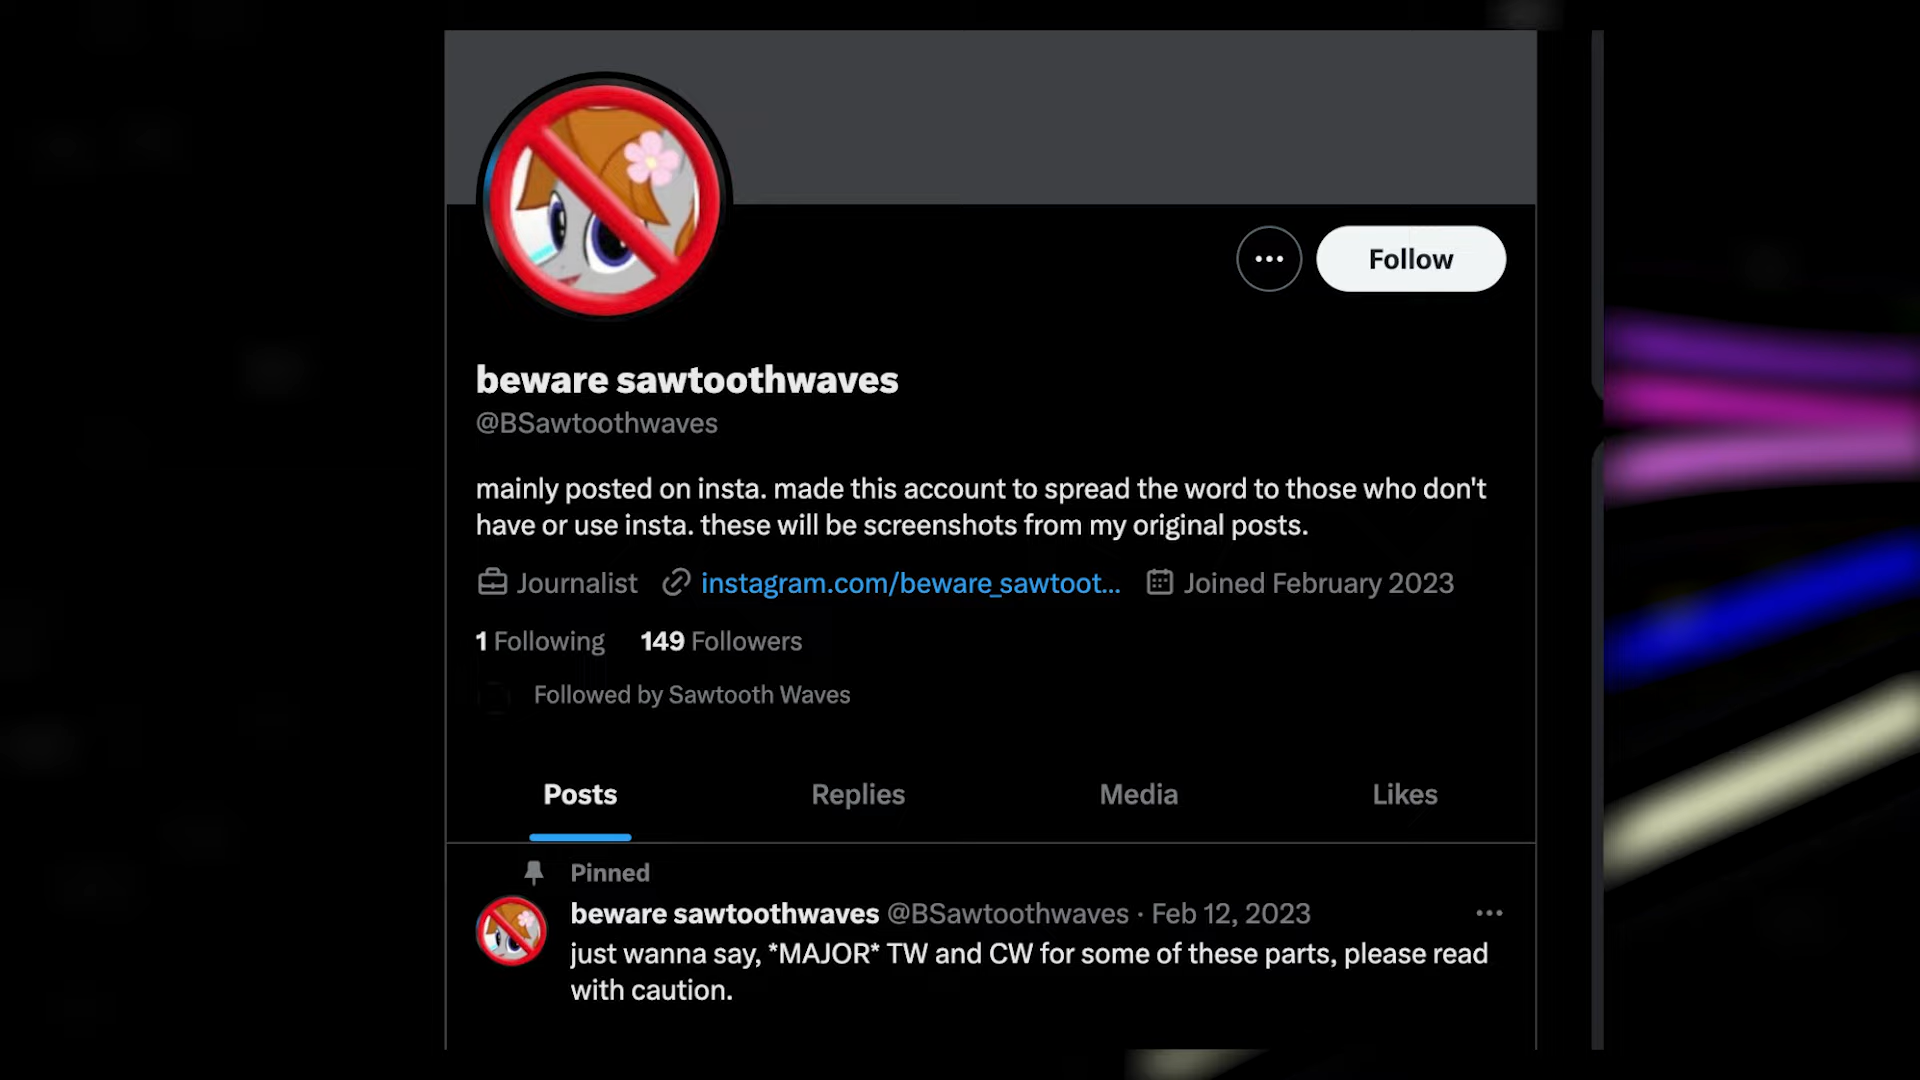 Follow
beware sawtoothwaves
@BSawtoothwaves
mainly posted on insta. made this account to spread the word to those who don't
have or use insta. these will be screenshots from my original posts.
Journalist instagram.com/beware_sawtoot... Joined February 2023
1 Following 149 Followers
Followed by Sawtooth Waves
Posts Replies Media Likes
Pinned
beware sawtoothwaves @BSawtoothwaves · Feb 12, 2023
just wanna say, *MAJOR* TW and CW for some of these parts, please read
with caution.